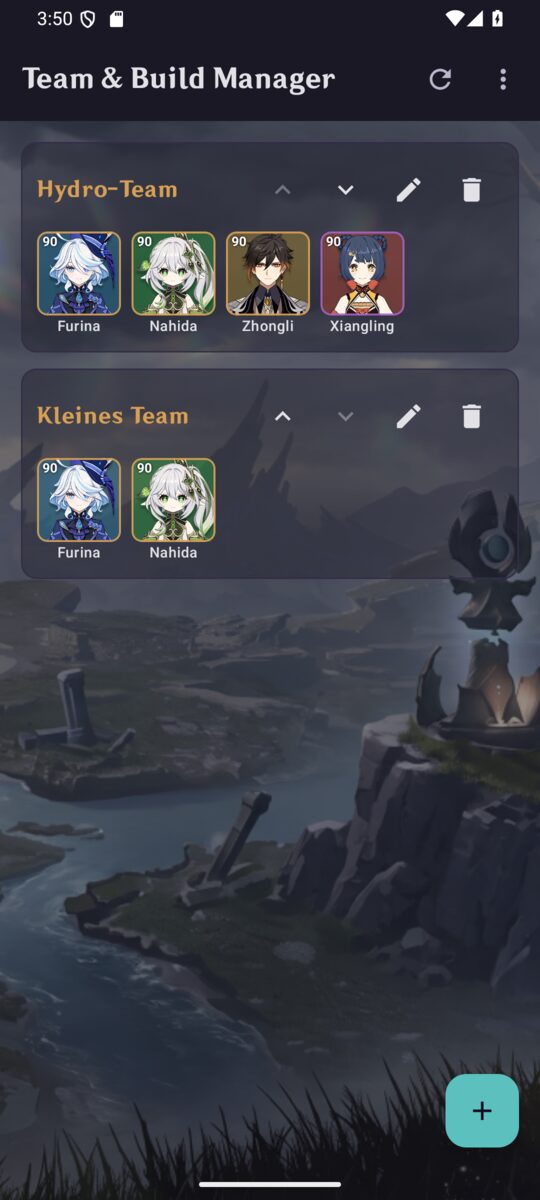 3:50
Team & Build Manager
Hydro-Team
90 90 90 90
Furina Nahida Zhongli Xiangling
Kleines Team
90 90
Furina Nahida